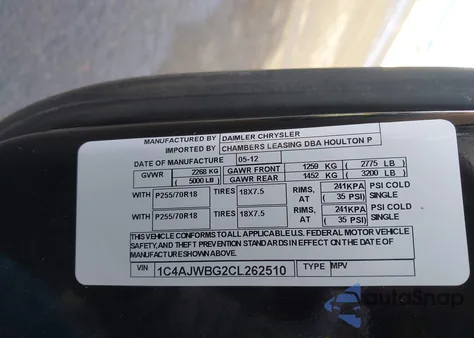 MANUFACTURED BY DAIMLER CHRYSLER
IMPORTED BY CHAMBERS LEASING DBA HOULTON P
DATE OF MANUFACTURE 05-12
GVWR 2268 KG (5000 LB) GAWR FRONT 1259 KG ( 2775 LB)
GAWR REAR 1452 KG ( 3200 LB)
WITH P255/70R18 TIRES 18X7.5 RIMS, AT 241KPA ( 35 PSI) PSI COLD SINGLE
WITH P255/70R18 TIRES 18X7.5 RIMS, AT 241KPA ( 35 PSI) PSI COLD SINGLE
THIS VEHICLE CONFORMS TO ALL APPLICABLE U.S. FEDERAL MOTOR VEHICLE
SAFETY, AND THEFT PREVENTION STANDARDS IN EFFECT ON THE DATE OF
MANUFACTURE SHOWN ABOVE.
VIN 1C4AJWBG2CL262510 TYPE MPV
AutoSnap